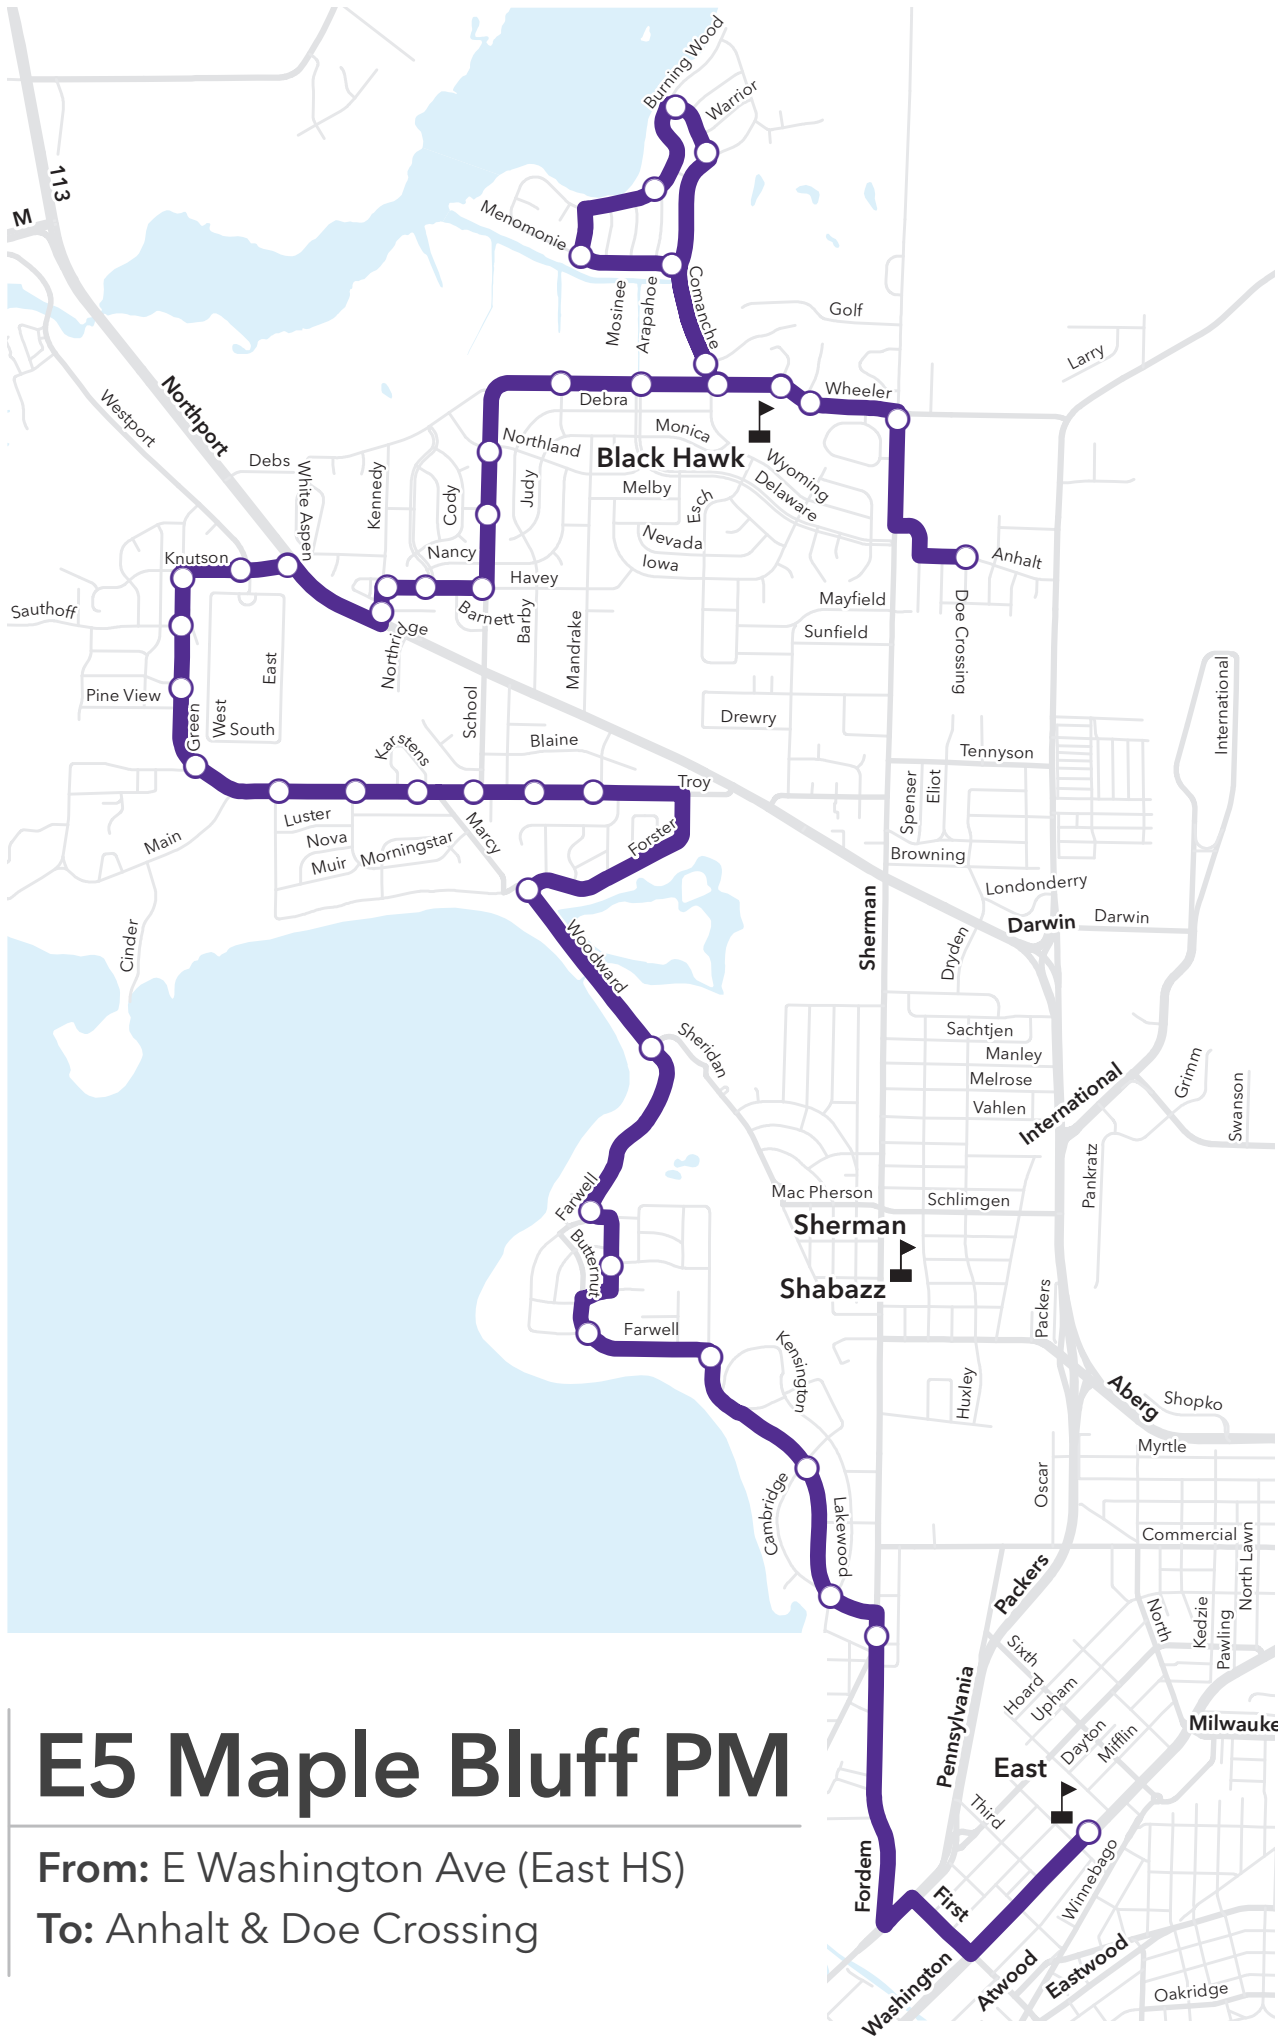 Burning Wood
Warrior
113
M
Menomonie
Comanche
Mosinee
Arapahoe
Golf
Larry
Northport
Westport
Wheeler
Debra
Monica
Northland
Black Hawk
Wyoming
Delaware
Debs
White Aspen
Kennedy
Cody
Judy
Melby
Esch
Nevada
Iowa
Nancy
Knutson
Havey
Anhalt
Sauthoff
Barnett
Barby
Mandrake
Mayfield
Sunfield
Doe Crossing
Northridge
East
Pine View
West
South
Green
School
Drewry
International
Karstens
Blaine
Tennyson
Troy
Spenser
Eliot
Luster
Nova
Muir
Morningstar
Marcy
Forster
Main
Browning
Londonderry
Darwin
Darwin
Sherman
Cinder
Woodward
Dryden
Sheridan
Sachtjen
Manley
Melrose
Vahlen
International
Grimm
Swanson
Pankratz
Farwell
Mac Pherson
Schlimgen
Sherman
Shabazz
Butternut
Farwell
Packers
Kensington
Huxley
Aberg
Shopko
Myrtle
Oscar
Cambridge
Lakewood
Commercial
North Lawn
Packers
North
Kedzie
Pawling
Sixth
Hoard
Upham
Pennsylvania
Dayton
Mifflin
Milwauke
East
Third
Winnebago
Fordem
First
Washington
Atwood
Eastwood
Oakridge
E5 Maple Bluff PM
From: E Washington Ave (East HS)
To: Anhalt & Doe Crossing